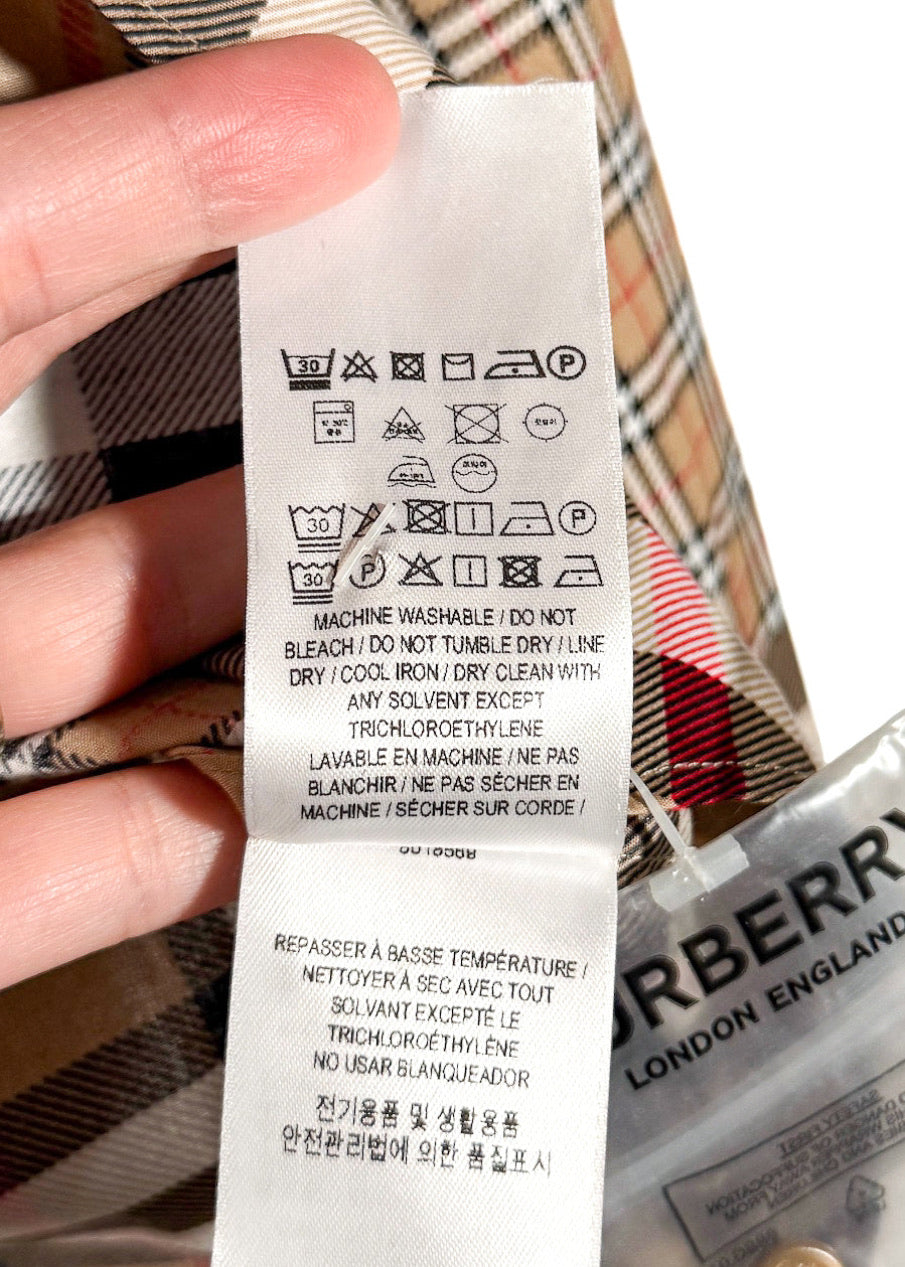 30 P
30 P
30 P
MACHINE WASHABLE / DO NOT
BLEACH / DO NOT TUMBLE DRY / LINE
DRY / COOL IRON / DRY CLEAN WITH
ANY SOLVENT EXCEPT
TRICHLOROETHYLENE
LAVABLE EN MACHINE / NE PAS
BLANCHIR / NE PAS SÉCHER EN
MACHINE / SÉCHER SUR CORDE /
REPASSER À BASSE TEMPÉRATURE /
NETTOYER À SEC AVEC TOUT
SOLVANT EXCEPTÉ LE
TRICHLOROÉTHYLÈNE
NO USAR BLANQUEADOR
전기용품 및 생활용품
안전관리법에 의한 품질표시
URBERRY
LONDON ENGLAND